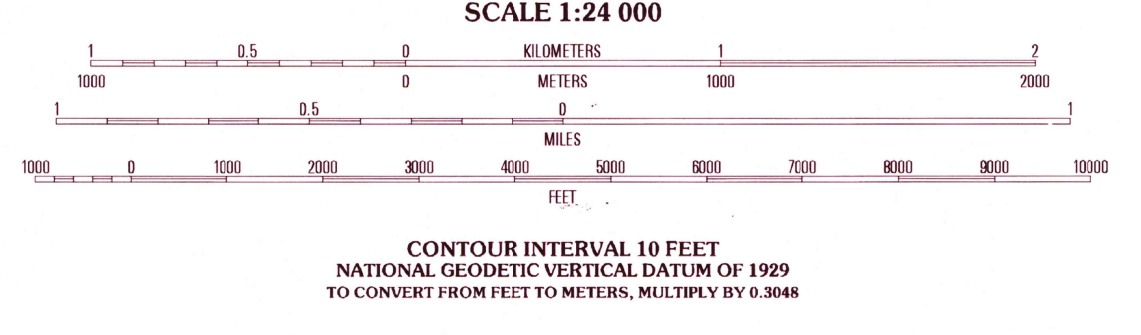 SCALE 1:24 000
1 0.5 0 KILOMETERS 1 2
1000 0 METERS 1000 2000
1 0.5 0 1
MILES
1000 0 1000 2000 3000 4000 5000 6000 7000 8000 9000 10000
FEET
CONTOUR INTERVAL 10 FEET
NATIONAL GEODETIC VERTICAL DATUM OF 1929
TO CONVERT FROM FEET TO METERS, MULTIPLY BY 0.3048